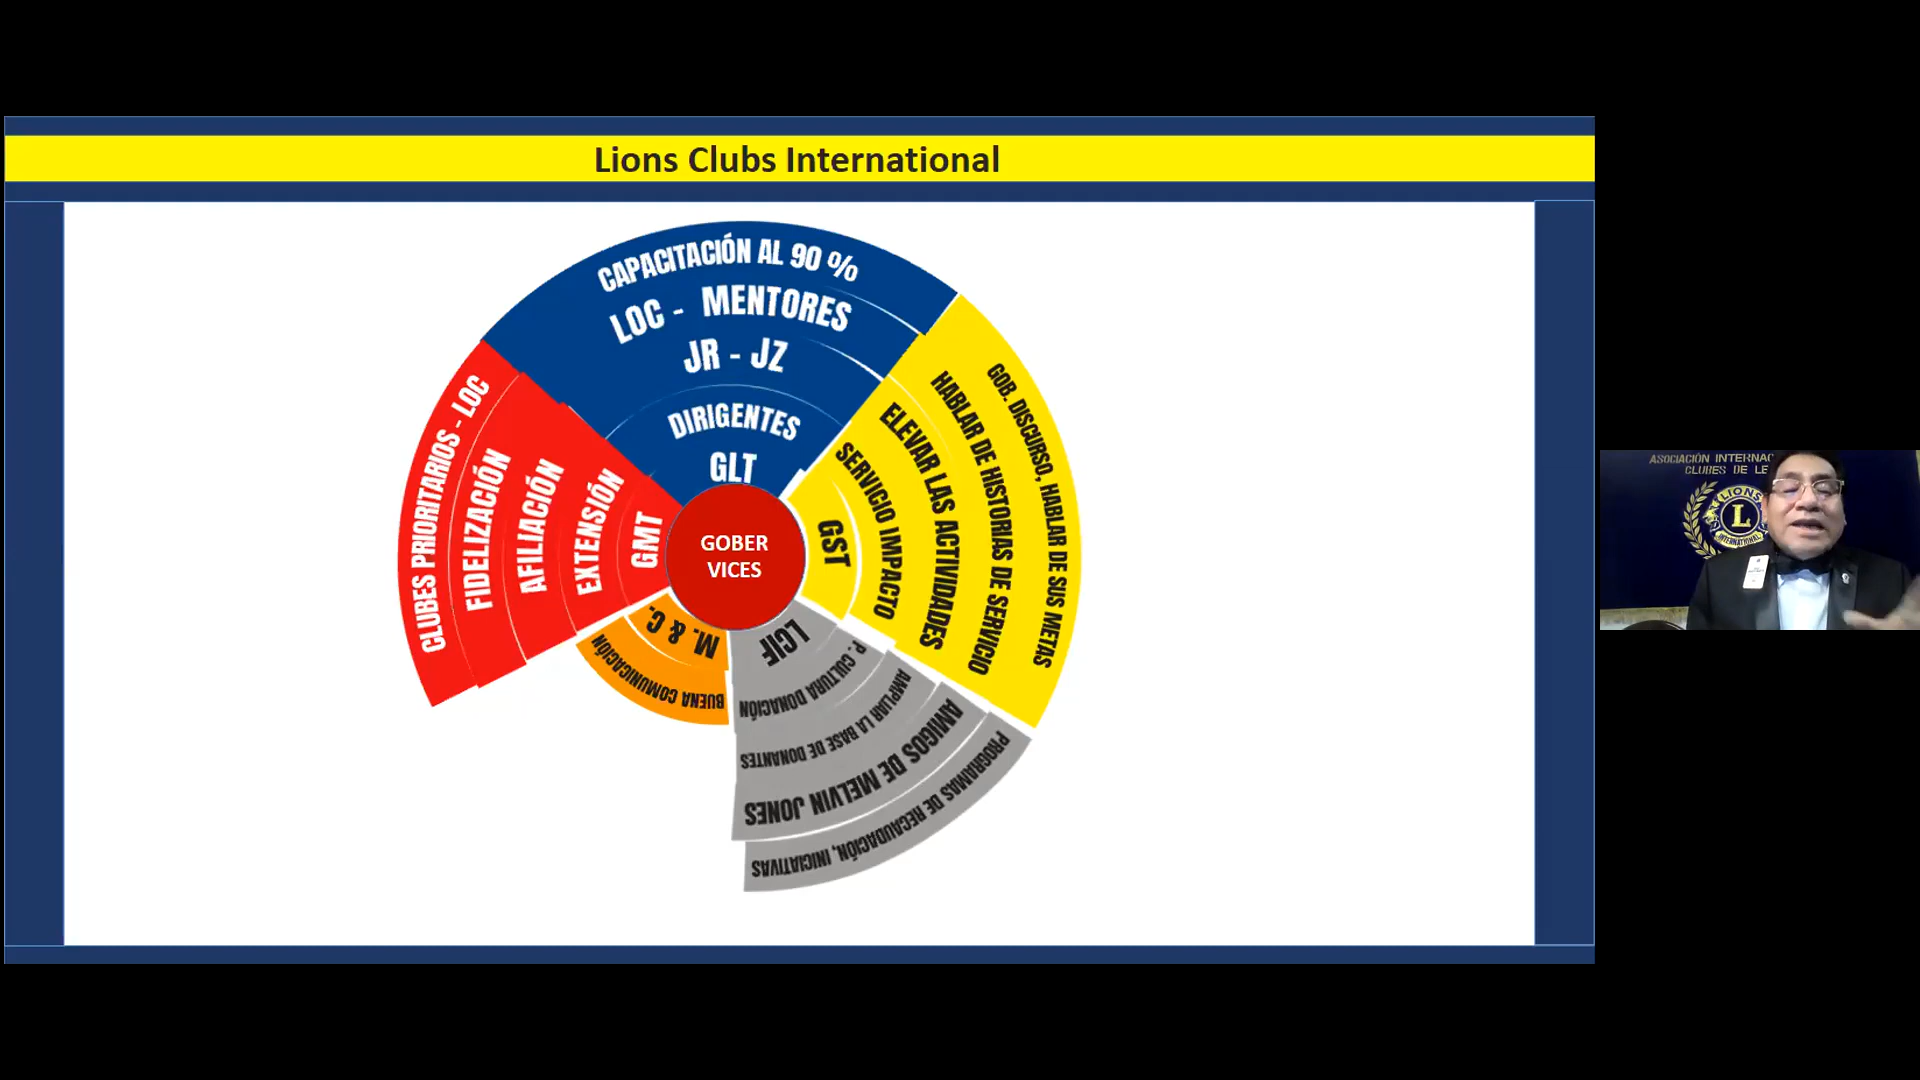 Lions Clubs International
CAPACITACIÓN AL 90 %
LOC - MENTORES
JR - JZ
DIRIGENTES
GLT
CLUBES PRIORITARIOS - LOC
FIDELIZACIÓN
AFILIACIÓN
EXTENSIÓN
GMT
GOBER
VICES
GST
SERVICIO IMPACTO
ELEVAR LAS ACTIVIDADES
HABLAR DE HISTORIAS DE SERVICIO
GOB. DISCURSO, HABLAR DE SUS METAS
M. & C.
BUENA COMUNICACIÓN
LCIF
P. CULTURA DONACIÓN
AMPLIAR LA BASE DE DONANTES
AMIGOS DE MELVIN JONES
PROGRAMAS DE RECAUDACIÓN, INICIATIVAS
ASOCIACIÓN INTERNAC
CLUBES DE LE
LIONS
L
INTERNATIONAL